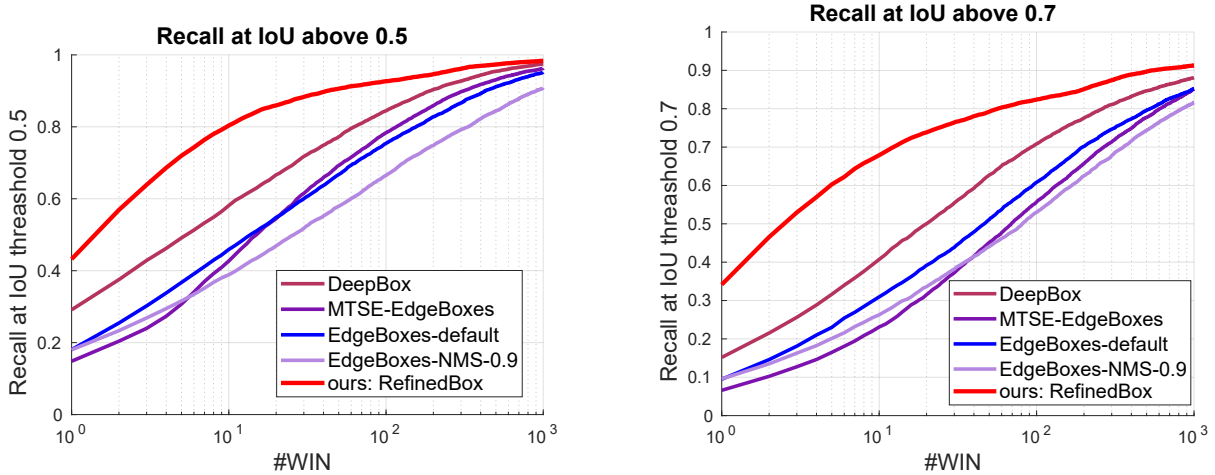 Recall at IoU above 0.5
Recall at IoU threashold 0.5
1
0.8
0.6
0.4
0.2
0
10^0
10^1
10^2
10^3
#WIN
DeepBox
MTSE-EdgeBoxes
EdgeBoxes-default
EdgeBoxes-NMS-0.9
ours: RefinedBox
Recall at IoU above 0.7
Recall at IoU threashold 0.7
1
0.9
0.8
0.7
0.6
0.5
0.4
0.3
0.2
0.1
0
10^0
10^1
10^2
10^3
#WIN
DeepBox
MTSE-EdgeBoxes
EdgeBoxes-default
EdgeBoxes-NMS-0.9
ours: RefinedBox